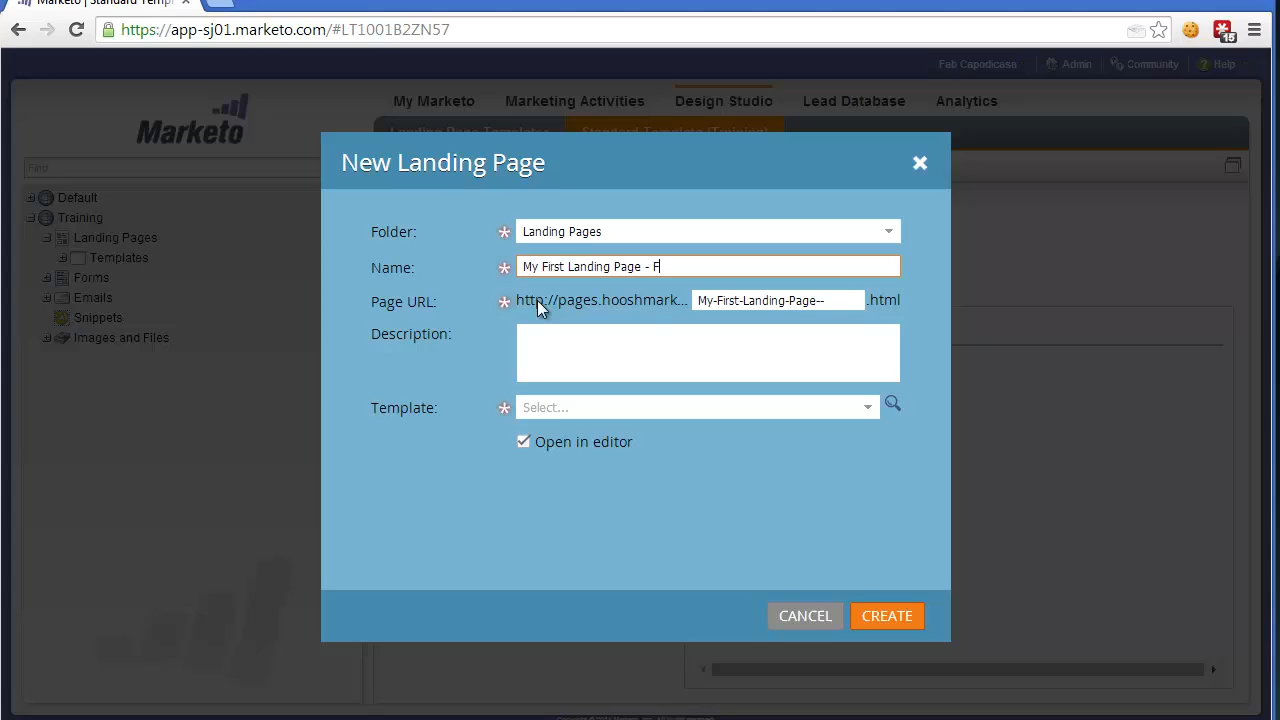 Marketo | Standard Templ
https://app-sj01.marketo.com/#LT1001B2ZN57
15
Fab Capodicasa Admin Community Help
My Marketo Marketing Activities Design Studio Lead Database Analytics
Marketo
Landing Page Templates Standard Template (Training)
New Landing Page
Find
Default
Training
Landing Pages
Templates
Forms
Emails
Snippets
Images and Files
Folder: * Landing Pages
Name: * My First Landing Page - F
Page URL: * http://pages.hooshmark... My-First-Landing-Page-- .html
Description:
Template: * Select...
Open in editor
CANCEL CREATE